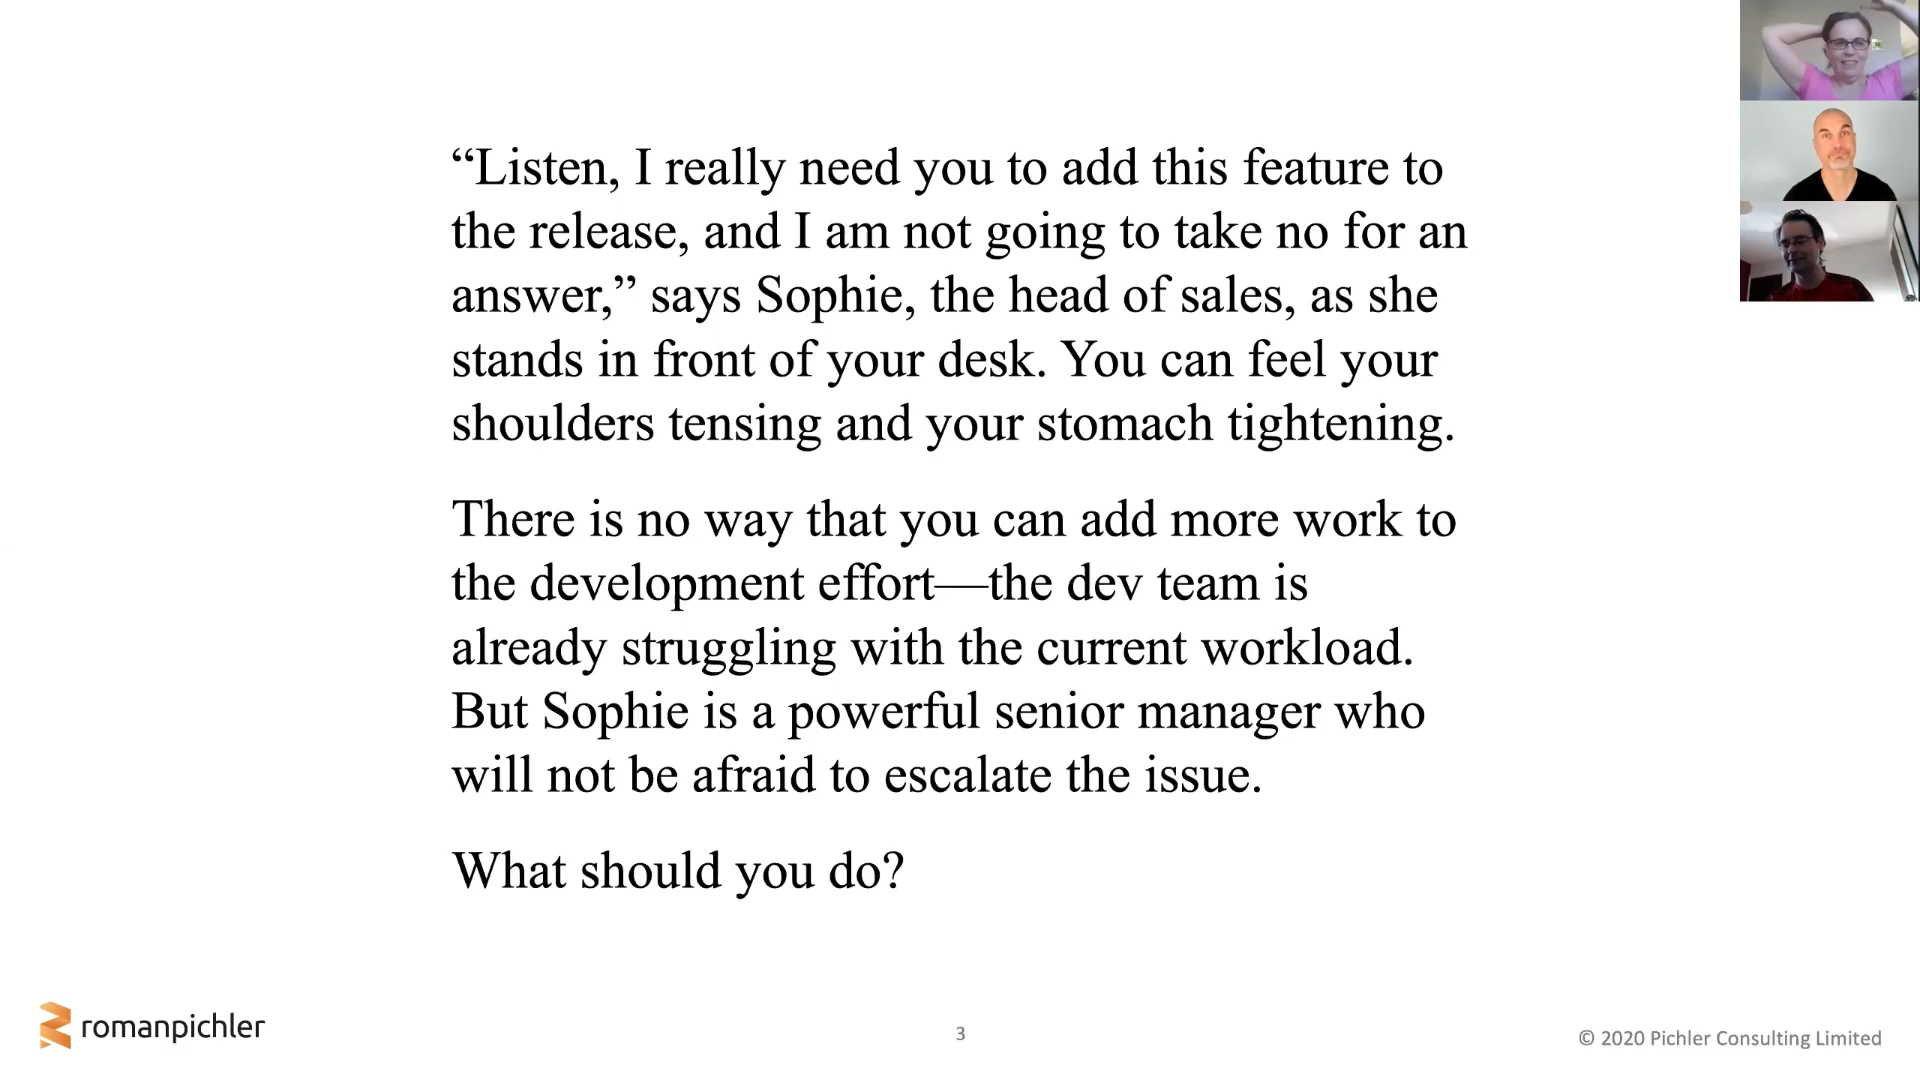 “Listen, I really need you to add this feature to
the release, and I am not going to take no for an
answer,” says Sophie, the head of sales, as she
stands in front of your desk. You can feel your
shoulders tensing and your stomach tightening.
There is no way that you can add more work to
the development effort—the dev team is
already struggling with the current workload.
But Sophie is a powerful senior manager who
will not be afraid to escalate the issue.
What should you do?
romanpichler
3
© 2020 Pichler Consulting Limited